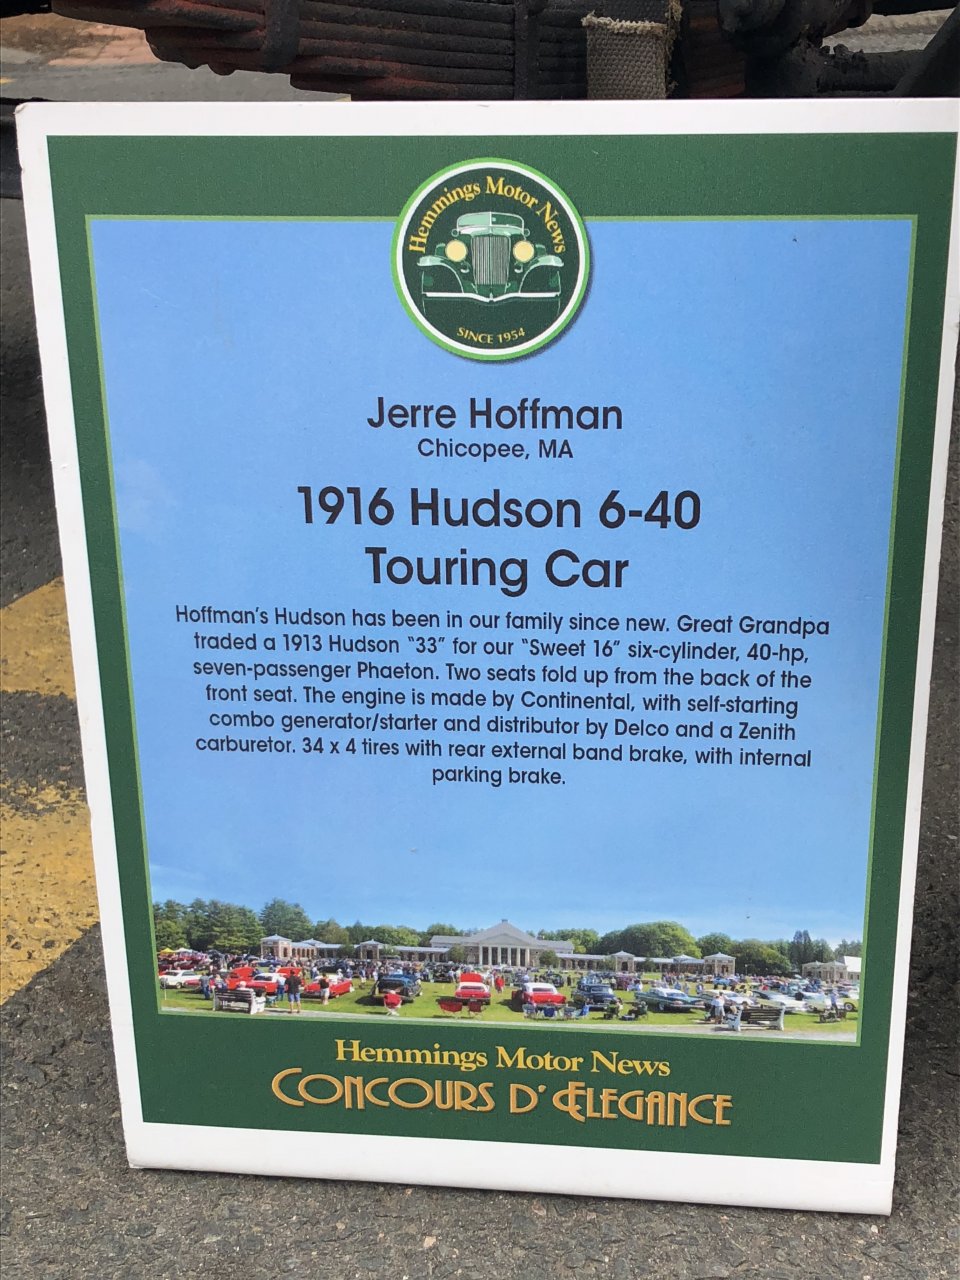 Hemmings Motor News
SINCE 1954
Jerre Hoffman
Chicopee, MA
1916 Hudson 6-40
Touring Car
Hoffman's Hudson has been in our family since new. Great Grandpa
traded a 1913 Hudson "33" for our "Sweet 16" six-cylinder, 40-hp,
seven-passenger Phaeton. Two seats fold up from the back of the
front seat. The engine is made by Continental, with self-starting
combo generator/starter and distributor by Delco and a Zenith
carburetor. 34 x 4 tires with rear external band brake, with internal
parking brake.
Hemmings Motor News
CONCOURS D' ELEGANCE